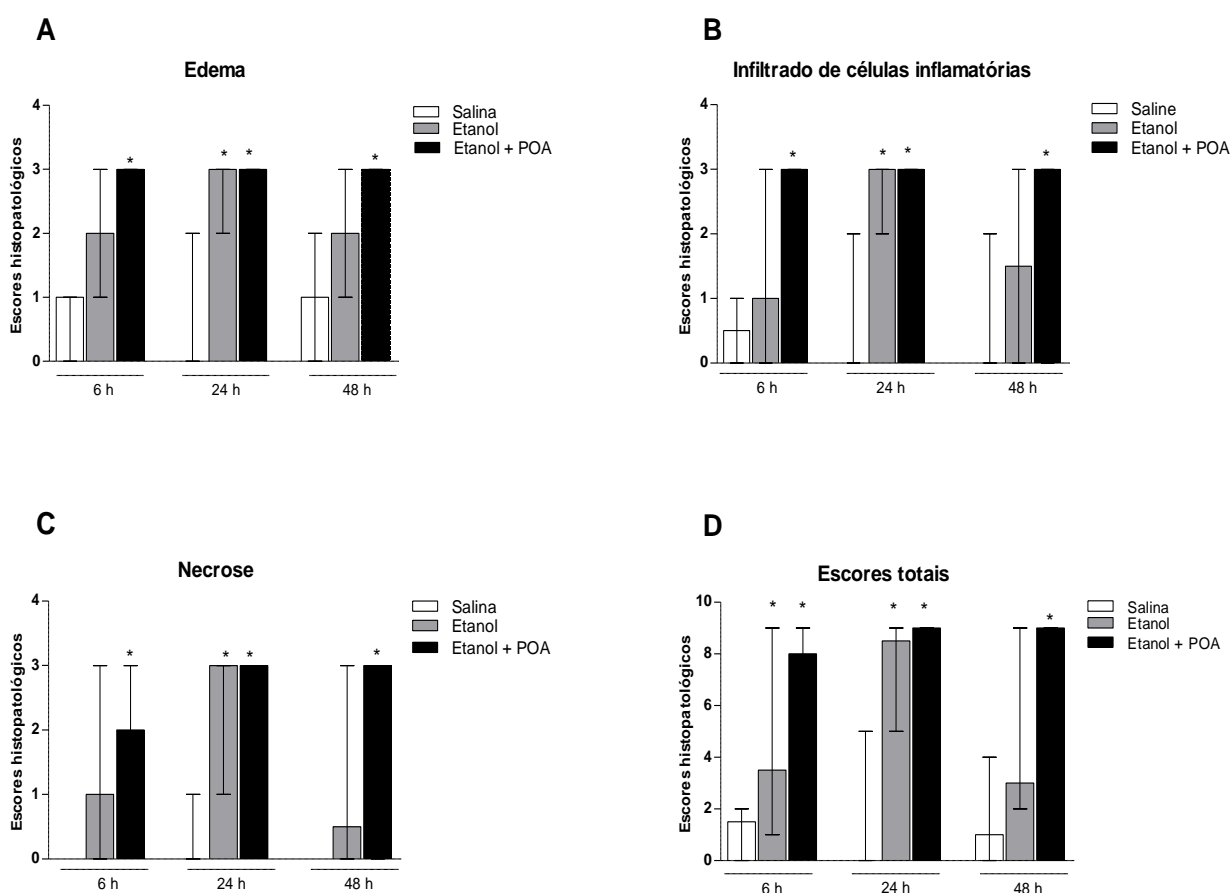 A
Edema
Escores histopatológicos
4
3
2
1
0
* * * *
6 h 24 h 48 h
Salina
Etanol
Etanol + POA
B
Infiltrado de células inflamatórias
Escores histopatológicos
4
3
2
1
0
* * * *
6 h 24 h 48 h
Saline
Etanol
Etanol + POA
C
Necrose
Escores histopatológicos
4
3
2
1
0
* * * *
6 h 24 h 48 h
Salina
Etanol
Etanol + POA
D
Escores totais
Escores histopatológicos
10
8
6
4
2
0
* * * * *
6 h 24 h 48 h
Salina
Etanol
Etanol + POA